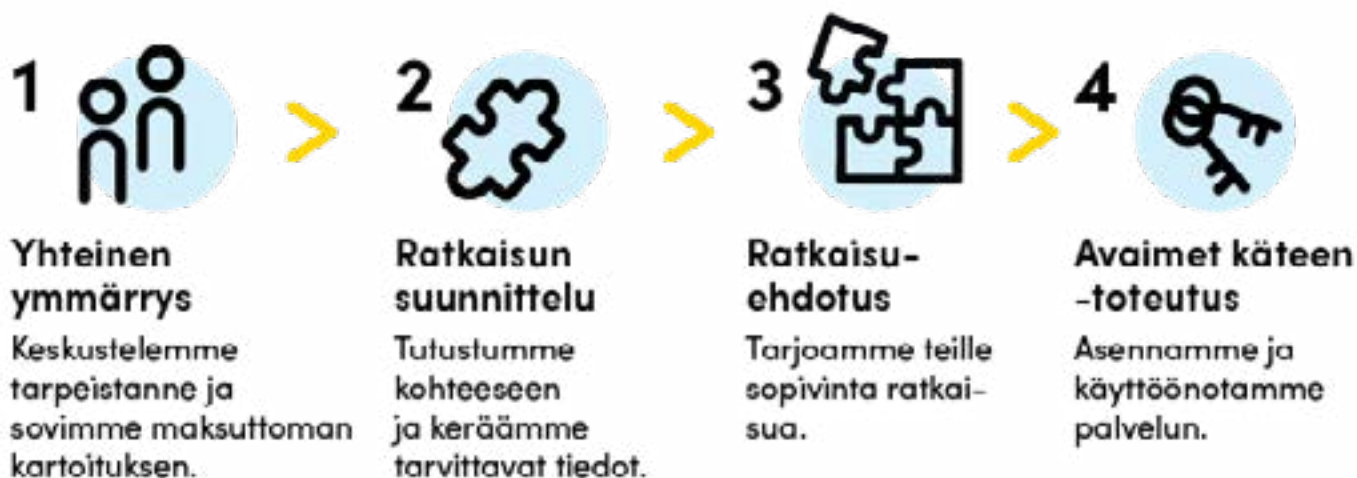 1
Yhteinen
ymmärrys
Keskustelemme
tarpeistanne ja
sovimme maksuttoman
kartoituksen.
2
Ratkaisun
suunnittelu
Tutustumme
kohteeseen
ja keräämme
tarvittavat tiedot.
3
Ratkaisu-
ehdotus
Tarjoamme teille
sopivinta ratkai-
sua.
4
Avaimet käteen
-toteutus
Asennamme ja
käyttöönotamme
palvelun.